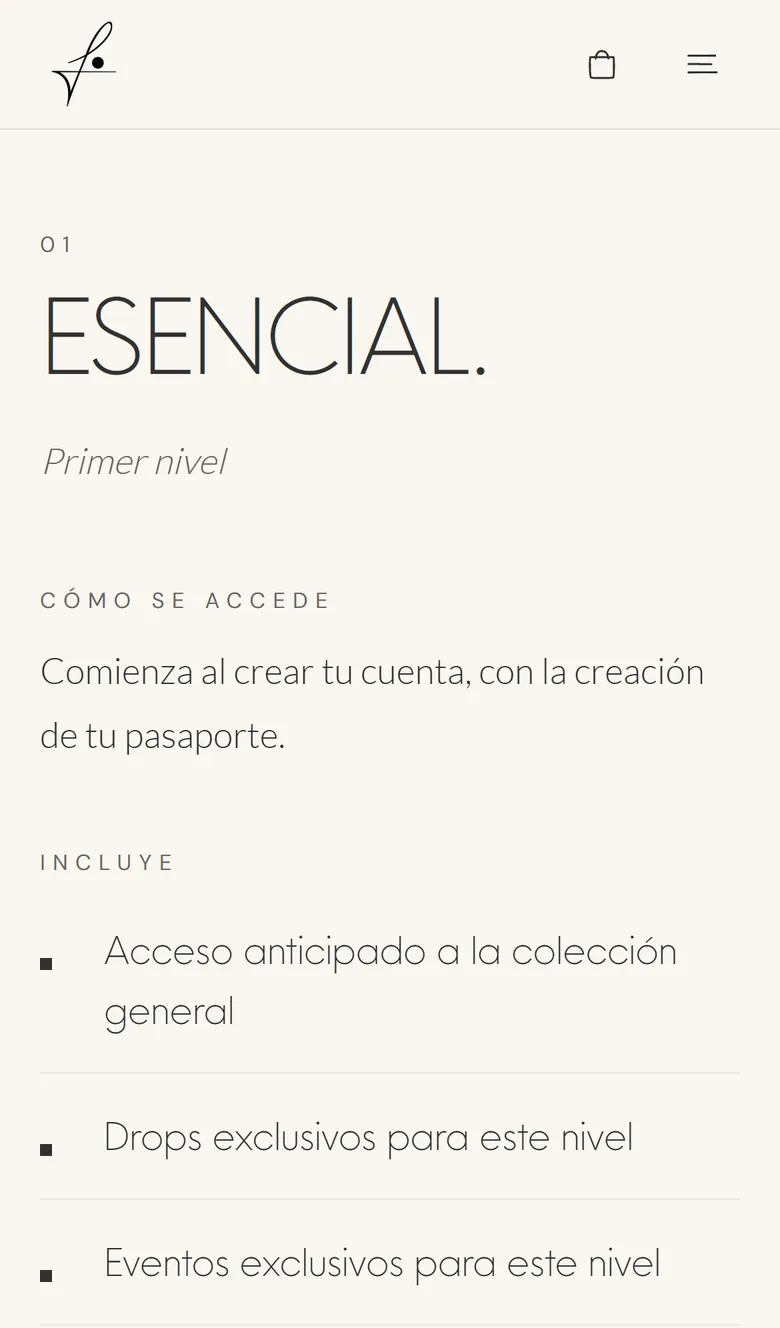 01
ESENCIAL.
Primer nivel
CÓMO SE ACCEDE
Comienza al crear tu cuenta, con la creación
de tu pasaporte.
INCLUYE
Acceso anticipado a la colección
general
Drops exclusivos para este nivel
Eventos exclusivos para este nivel